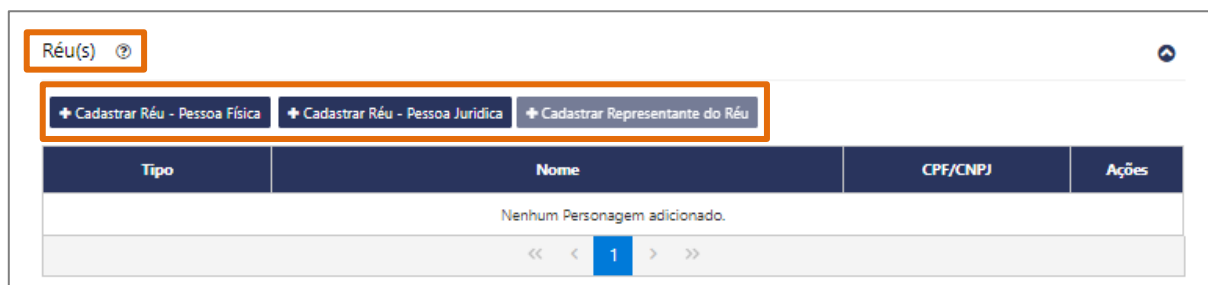 Réu(s) ?
+ Cadastrar Réu - Pessoa Física + Cadastrar Réu - Pessoa Juridica + Cadastrar Representante do Réu
Tipo Nome CPF/CNPJ Ações
Nenhum Personagem adicionado.
<< < 1 > >>